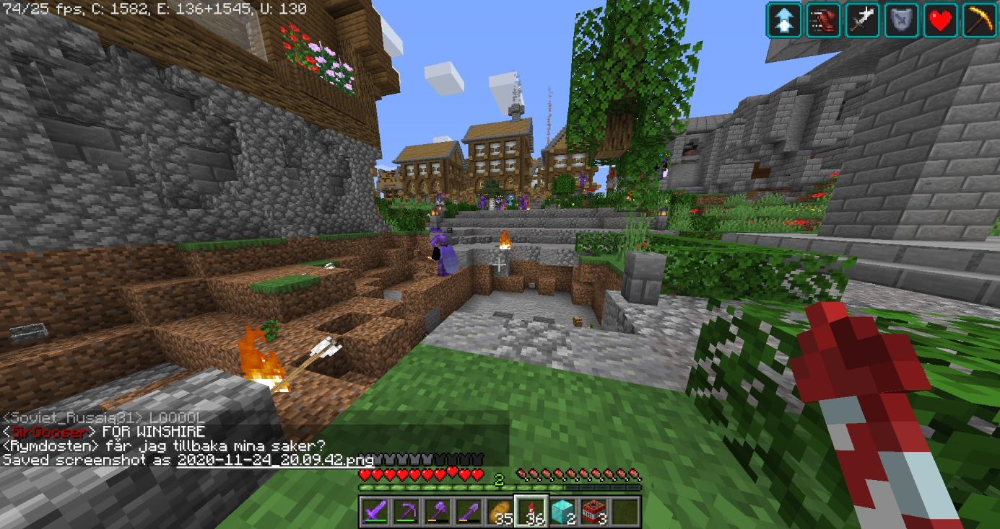 74/25 fps, C: 1582, E: 136+1545, U: 130
<Soviet_Russia31> LOOOOL
<SirGooser> FOR WINSHIRE
<Rymdosten> får jag tillbaka mina saker?
Saved screenshot as 2020-11-24_20.09.42.png
2
35
36
2
3